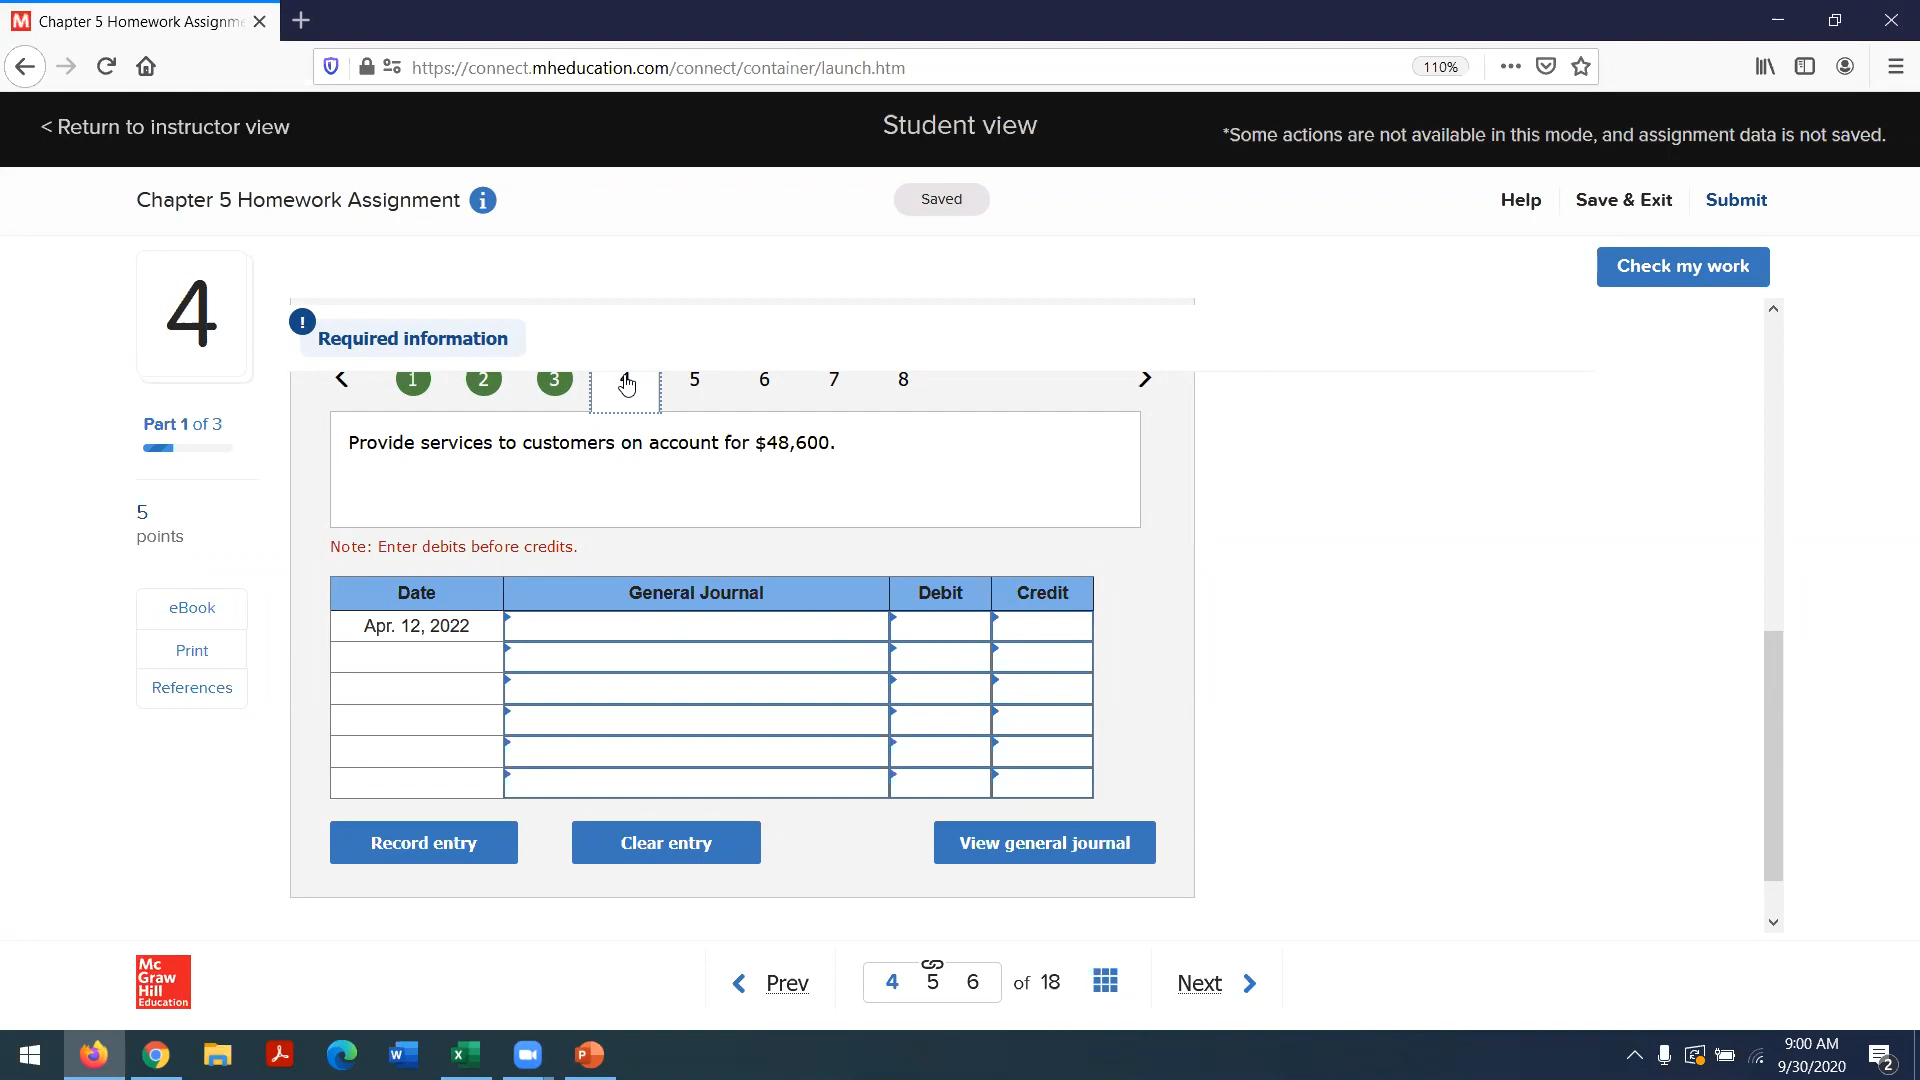 Chapter 5 Homework Assignme
https://connect.mheducation.com/connect/container/launch.htm
110%
< Return to instructor view
Student view
*Some actions are not available in this mode, and assignment data is not saved.
Chapter 5 Homework Assignment
Saved
Help
Save & Exit
Submit
4
Check my work
!
Required information
1 2 3 4 5 6 7 8
Part 1 of 3
Provide services to customers on account for $48,600.
5
points
Note: Enter debits before credits.
Date General Journal Debit Credit
Apr. 12, 2022
eBook
Print
References
Record entry
Clear entry
View general journal
Mc
Graw
Hill
Education
Prev
4 5 6 of 18
Next
9:00 AM
9/30/2020
2